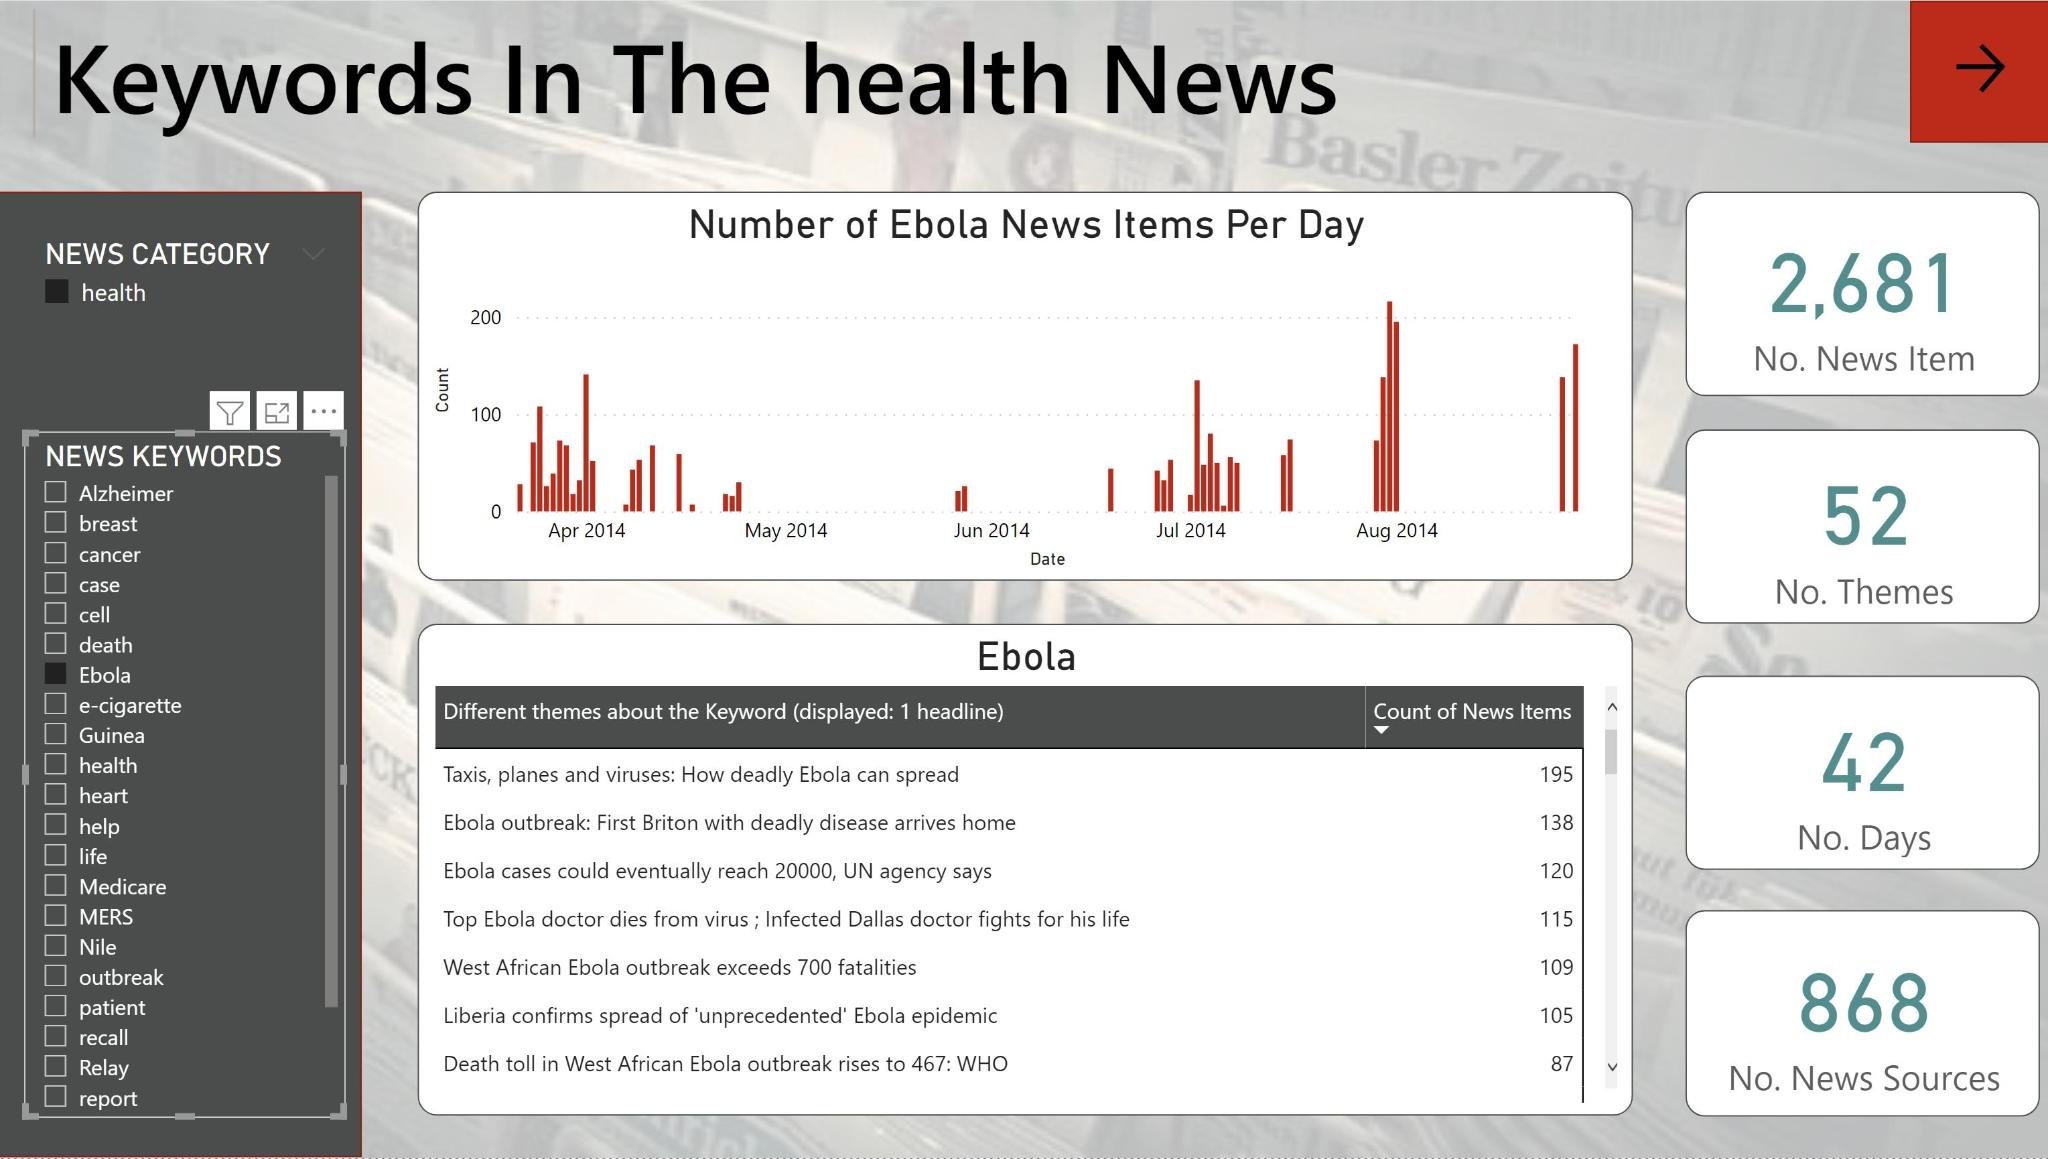 Keywords In The health News
Basler Zeitu
NEWS CATEGORY
health
NEWS KEYWORDS
Alzheimer
breast
cancer
case
cell
death
Ebola
e-cigarette
Guinea
health
heart
help
life
Medicare
MERS
Nile
outbreak
patient
recall
Relay
report
Number of Ebola News Items Per Day
Count
200
100
0
Apr 2014
May 2014
Jun 2014
Jul 2014
Aug 2014
Date
Ebola
Different themes about the Keyword (displayed: 1 headline) Count of News Items
Taxis, planes and viruses: How deadly Ebola can spread 195
Ebola outbreak: First Briton with deadly disease arrives home 138
Ebola cases could eventually reach 20000, UN agency says 120
Top Ebola doctor dies from virus ; Infected Dallas doctor fights for his life 115
West African Ebola outbreak exceeds 700 fatalities 109
Liberia confirms spread of 'unprecedented' Ebola epidemic 105
Death toll in West African Ebola outbreak rises to 467: WHO 87
2,681
No. News Item
52
No. Themes
42
No. Days
868
No. News Sources